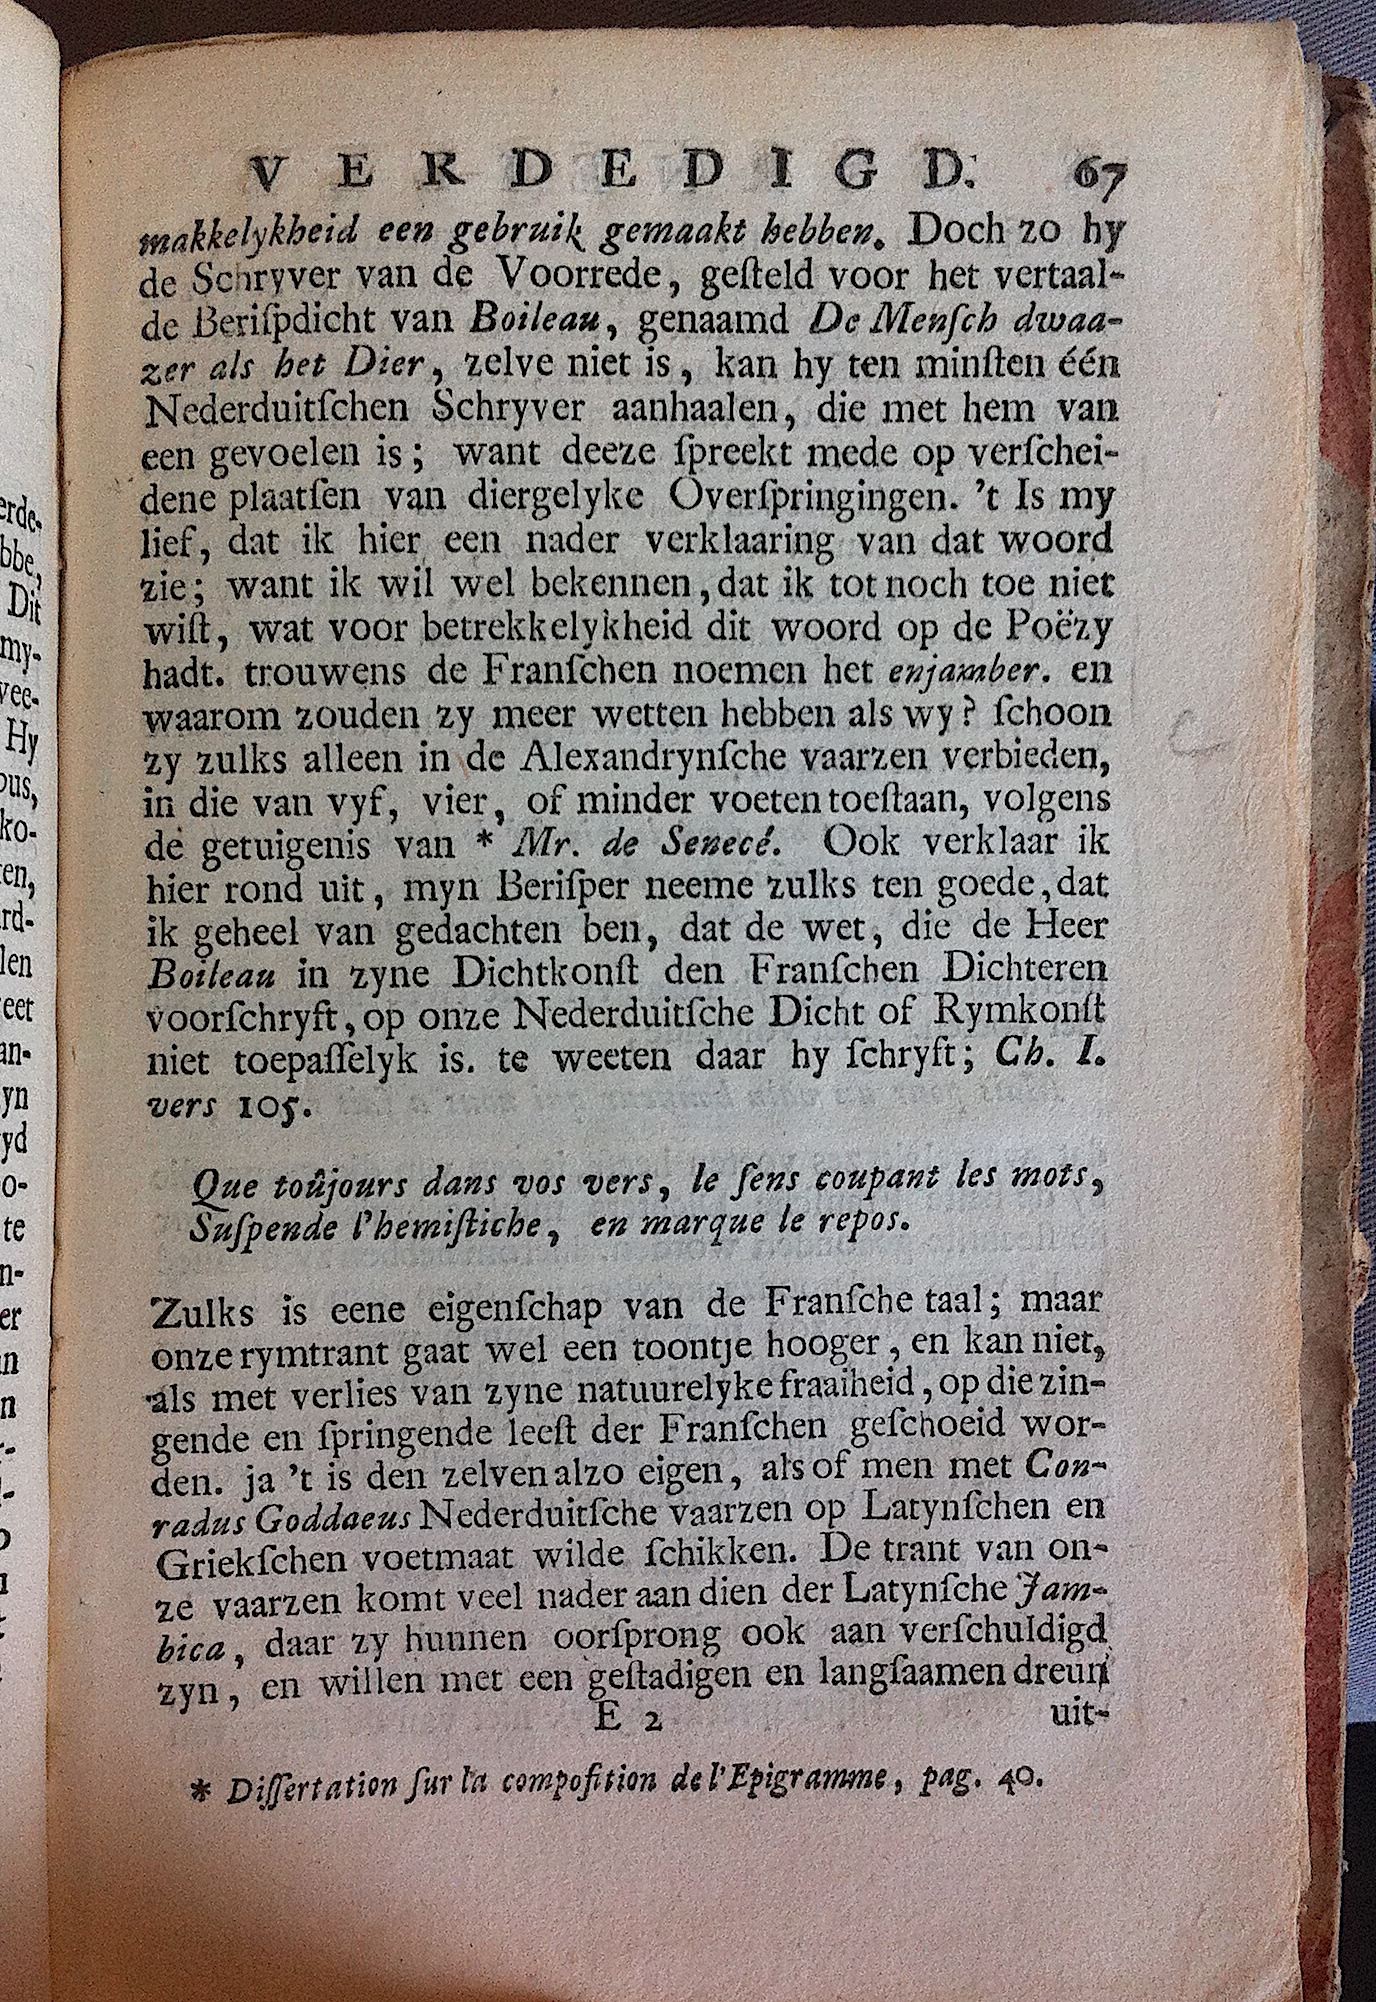 VERDEDIGD. 67
makkelykheid een gebruik gemaakt hebben. Doch zo hy
de Schryver van de Voorrede, geſteld voor het vertaal-
de Beriſpdicht van Boileau, genaamd De Menſch dwaa-
zer als het Dier, zelve niet is, kan hy ten minſten één
Nederduitſchen Schryver aanhaalen, die met hem van
een gevoelen is; want deeze ſpreekt mede op verſchei-
dene plaatſen van diergelyke Overſpringingen. 't Is my
lief, dat ik hier een nader verklaaring van dat woord
zie; want ik wil wel bekennen, dat ik tot noch toe niet
wiſt, wat voor betrekkelykheid dit woord op de Poëzy
hadt. trouwens de Franſchen noemen het enjamber. en
waarom zouden zy meer wetten hebben als wy? ſchoon
zy zulks alleen in de Alexandrynſche vaarzen verbieden,
in die van vyf, vier, of minder voeten toeſtaan, volgens
de getuigenis van * Mr. de Senecé. Ook verklaar ik
hier rond uit, myn Beriſper neeme zulks ten goede, dat
ik geheel van gedachten ben, dat de wet, die de Heer
Boileau in zyne Dichtkonſt den Franſchen Dichteren
voorſchryft, op onze Nederduitſche Dicht of Rymkonſt
niet toepaſſelyk is. te weeten daar hy ſchryft; Ch. I.
vers 105.
Que toûjours dans vos vers, le ſens coupant les mots,
Suſpende l'hemiſtiche, en marque le repos.
Zulks is eene eigenſchap van de Franſche taal; maar
onze rymtrant gaat wel een toontje hooger, en kan niet,
als met verlies van zyne natuurelyke fraaiheid, op die zin-
gende en ſpringende leeſt der Franſchen geſchoeid wor-
den. ja 't is den zelven alzo eigen, als of men met Con-
radus Goddaeus Nederduitſche vaarzen op Latynſchen en
Griekſchen voetmaat wilde ſchikken. De trant van on-
ze vaarzen komt veel nader aan dien der Latynſche Jam-
bica, daar zy hunnen oorſprong ook aan verſchuldigd
zyn, en willen met een geſtadigen en langſaamen dreun
E 2 uit-
* Diſſertation ſur la compoſition de l'Epigramme, pag. 40.